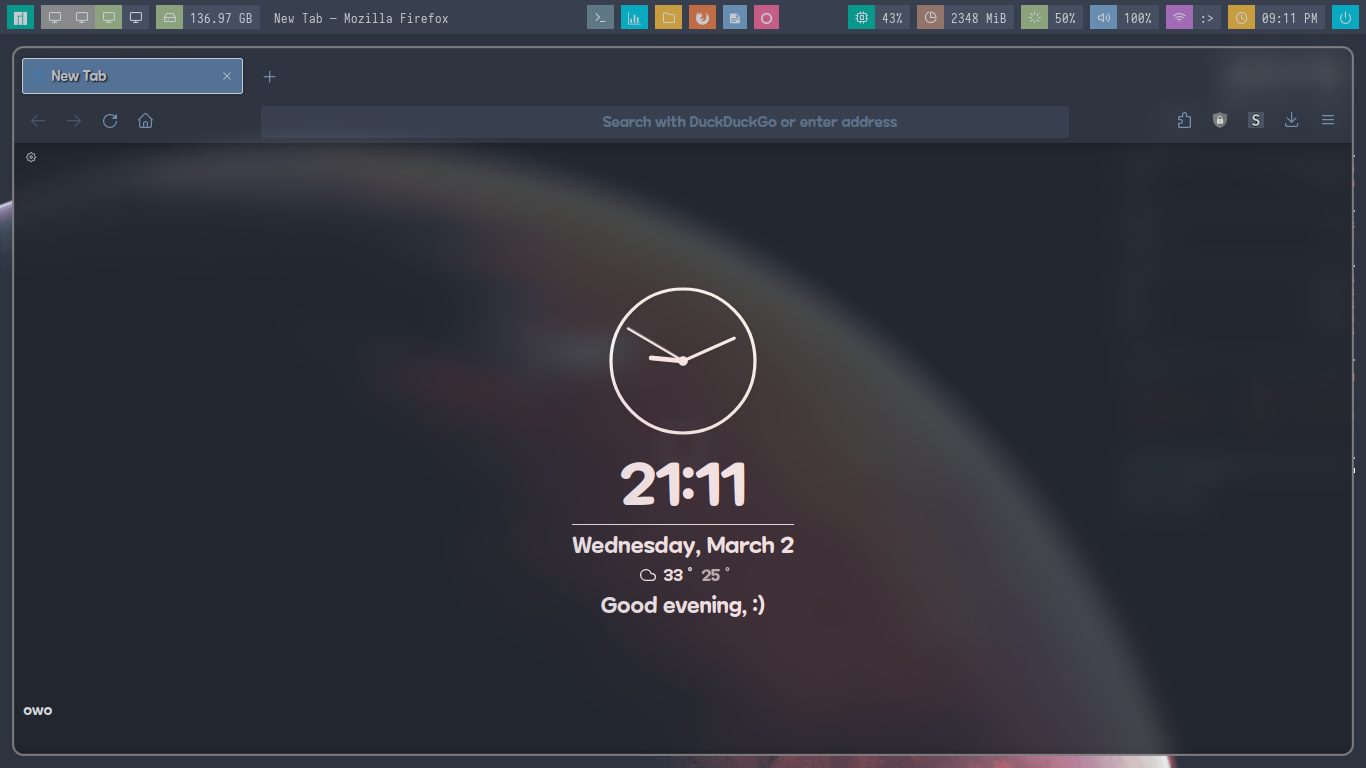 136.97 GB New Tab — Mozilla Firefox 43% 2348 MiB 50% 100% :> 09:11 PM
New Tab
Search with DuckDuckGo or enter address
S
21:11
Wednesday, March 2
33° 25°
Good evening, :)
owo